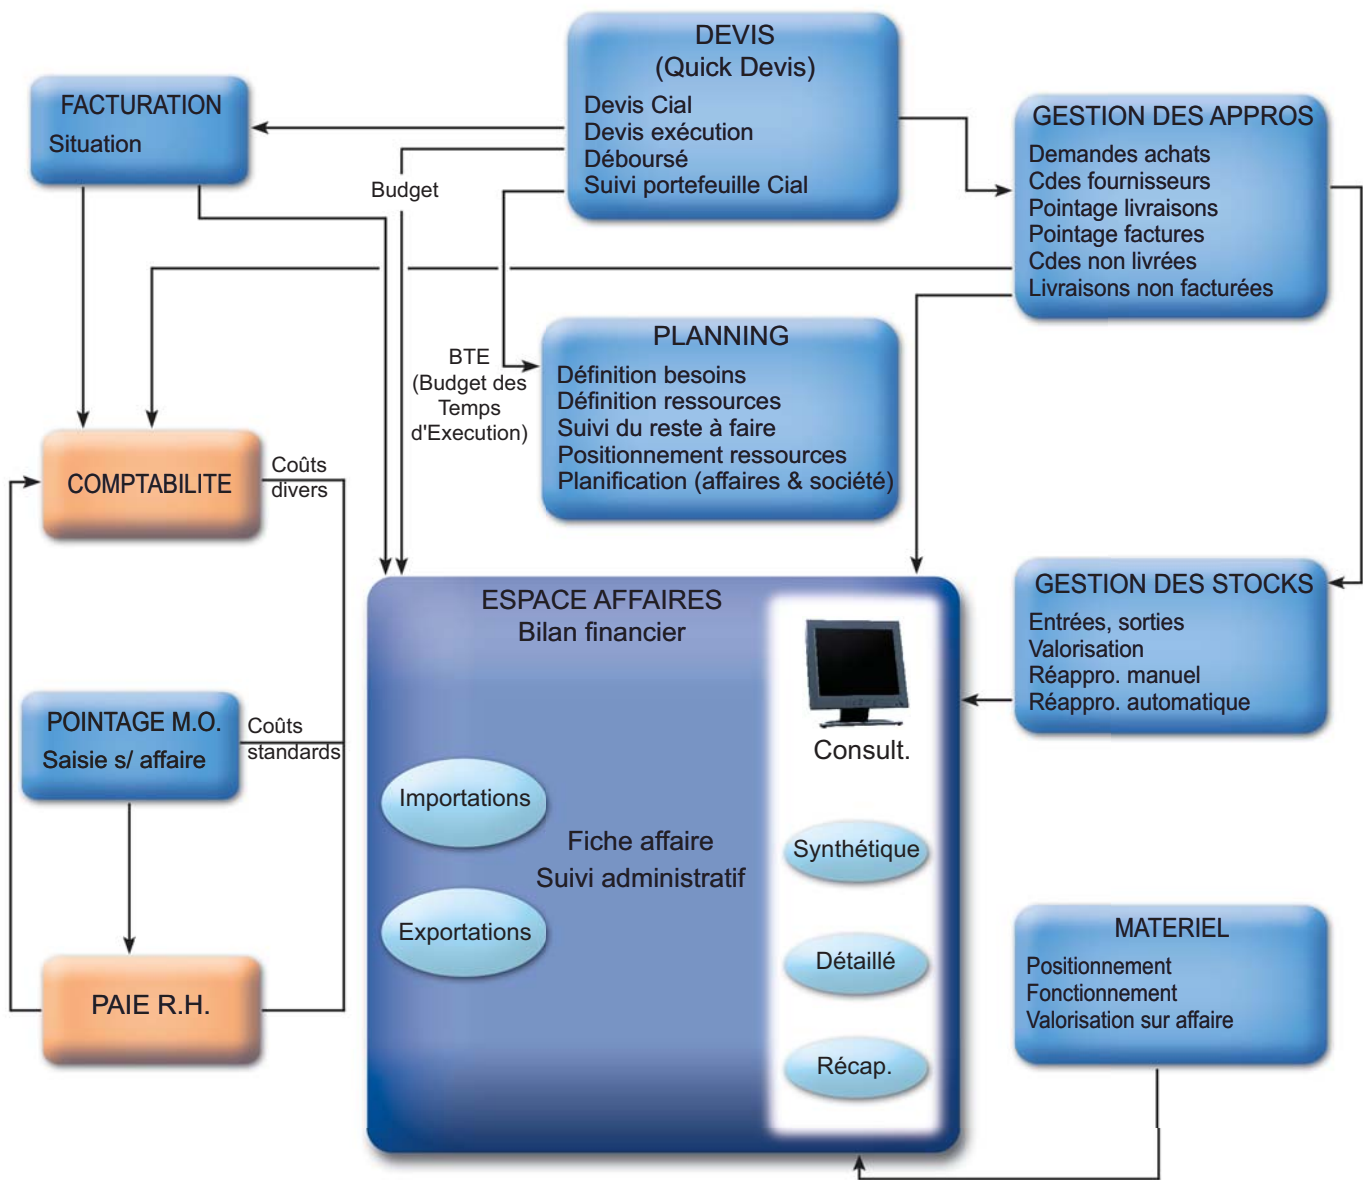 DEVIS
(Quick Devis)
Devis Cial
Devis exécution
Déboursé
Suivi portefeuille Cial
FACTURATION
Situation
GESTION DES APPROS
Demandes achats
Cdes fournisseurs
Pointage livraisons
Pointage factures
Cdes non livrées
Livraisons non facturées
Budget
BTE
(Budget des
Temps
d'Execution)
PLANNING
Définition besoins
Définition ressources
Suivi du reste à faire
Positionnement ressources
Planification (affaires & société)
COMPTABILITE
Coûts
divers
ESPACE AFFAIRES
Bilan financier
Consult.
GESTION DES STOCKS
Entrées, sorties
Valorisation
Réappro. manuel
Réappro. automatique
POINTAGE M.O.
Saisie s/ affaire
Coûts
standards
Importations
Fiche affaire
Suivi administratif
Exportations
Synthétique
Détaillé
Récap.
PAIE R.H.
MATERIEL
Positionnement
Fonctionnement
Valorisation sur affaire